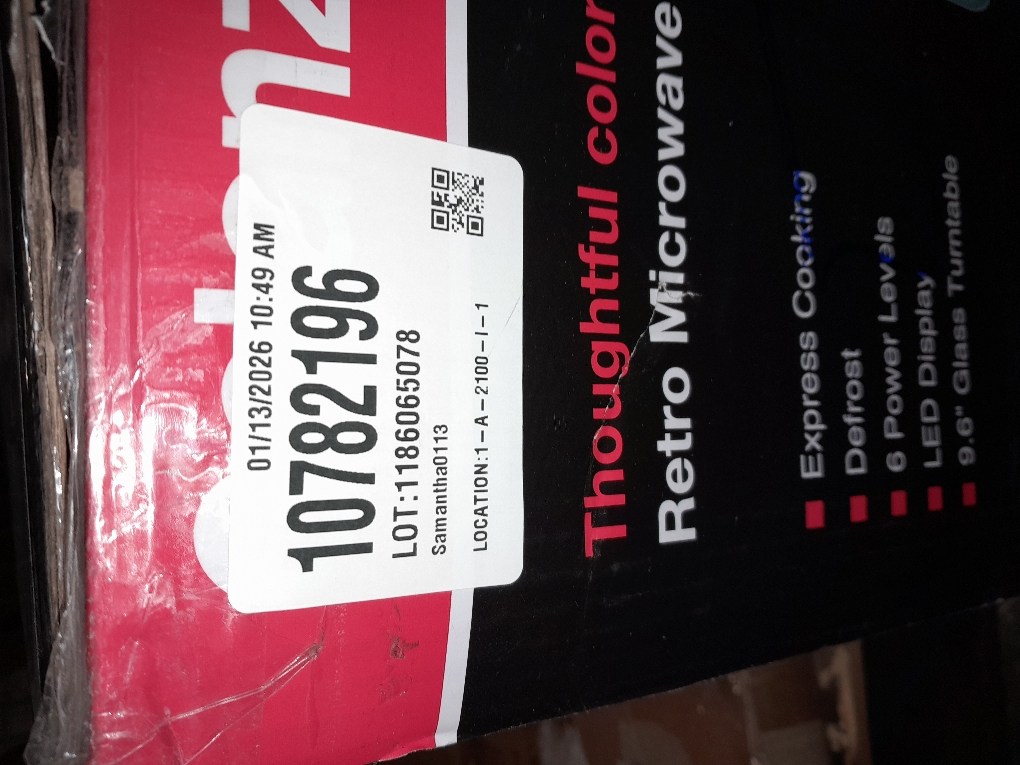 01/13/2026 10:49 AM
10782196
LOT:1186065078
Samantha0113
LOCATION:1-A-2100-I-1
Thoughtful color
Retro Microwave
Express Cooking
Defrost
6 Power Levels
LED Display
9.6" Glass Turntable